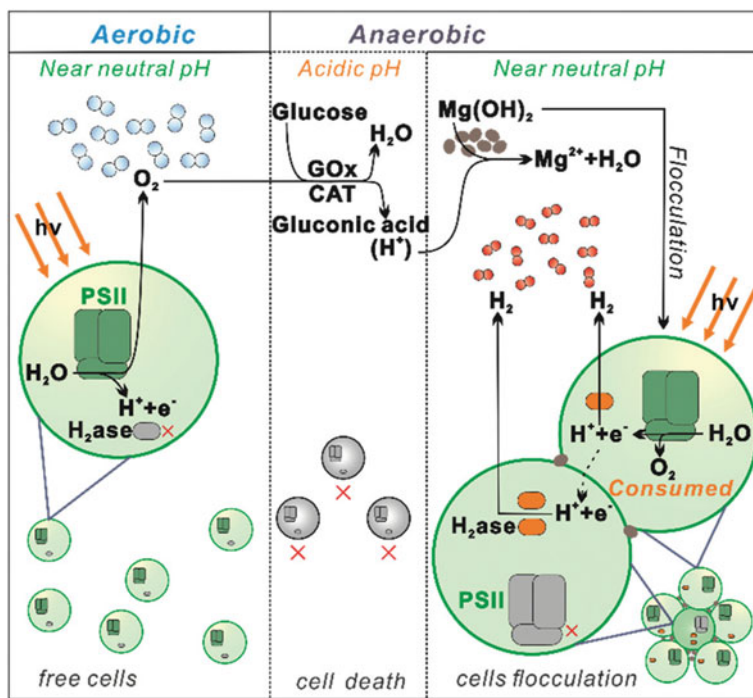 Aerobic
Anaerobic
Near neutral pH
Acidic pH
Near neutral pH
O₂
hν
PSII
H₂O
H⁺+e⁻
H₂ase
free cells
Glucose
H₂O
GOx
CAT
Gluconic acid
(H⁺)
cell death
Mg(OH)₂
Mg²⁺+H₂O
Flocculation
H₂
H₂
hν
H⁺+e⁻
H₂O
O₂
Consumed
H⁺+e⁻
H₂ase
PSII
cells flocculation